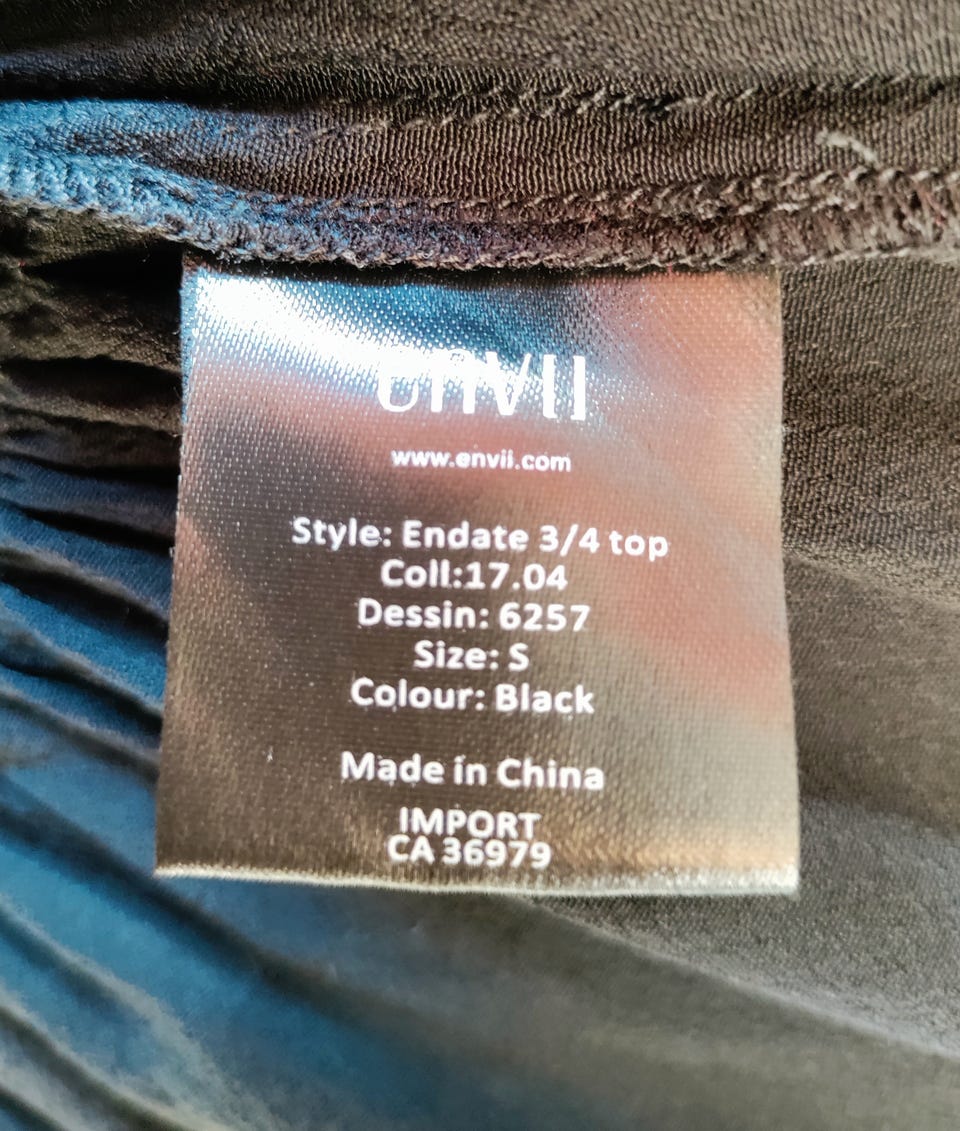 envii
www.envii.com
Style: Endate 3/4 top
Coll:17.04
Dessin: 6257
Size: S
Colour: Black
Made in China
IMPORT
CA 36979